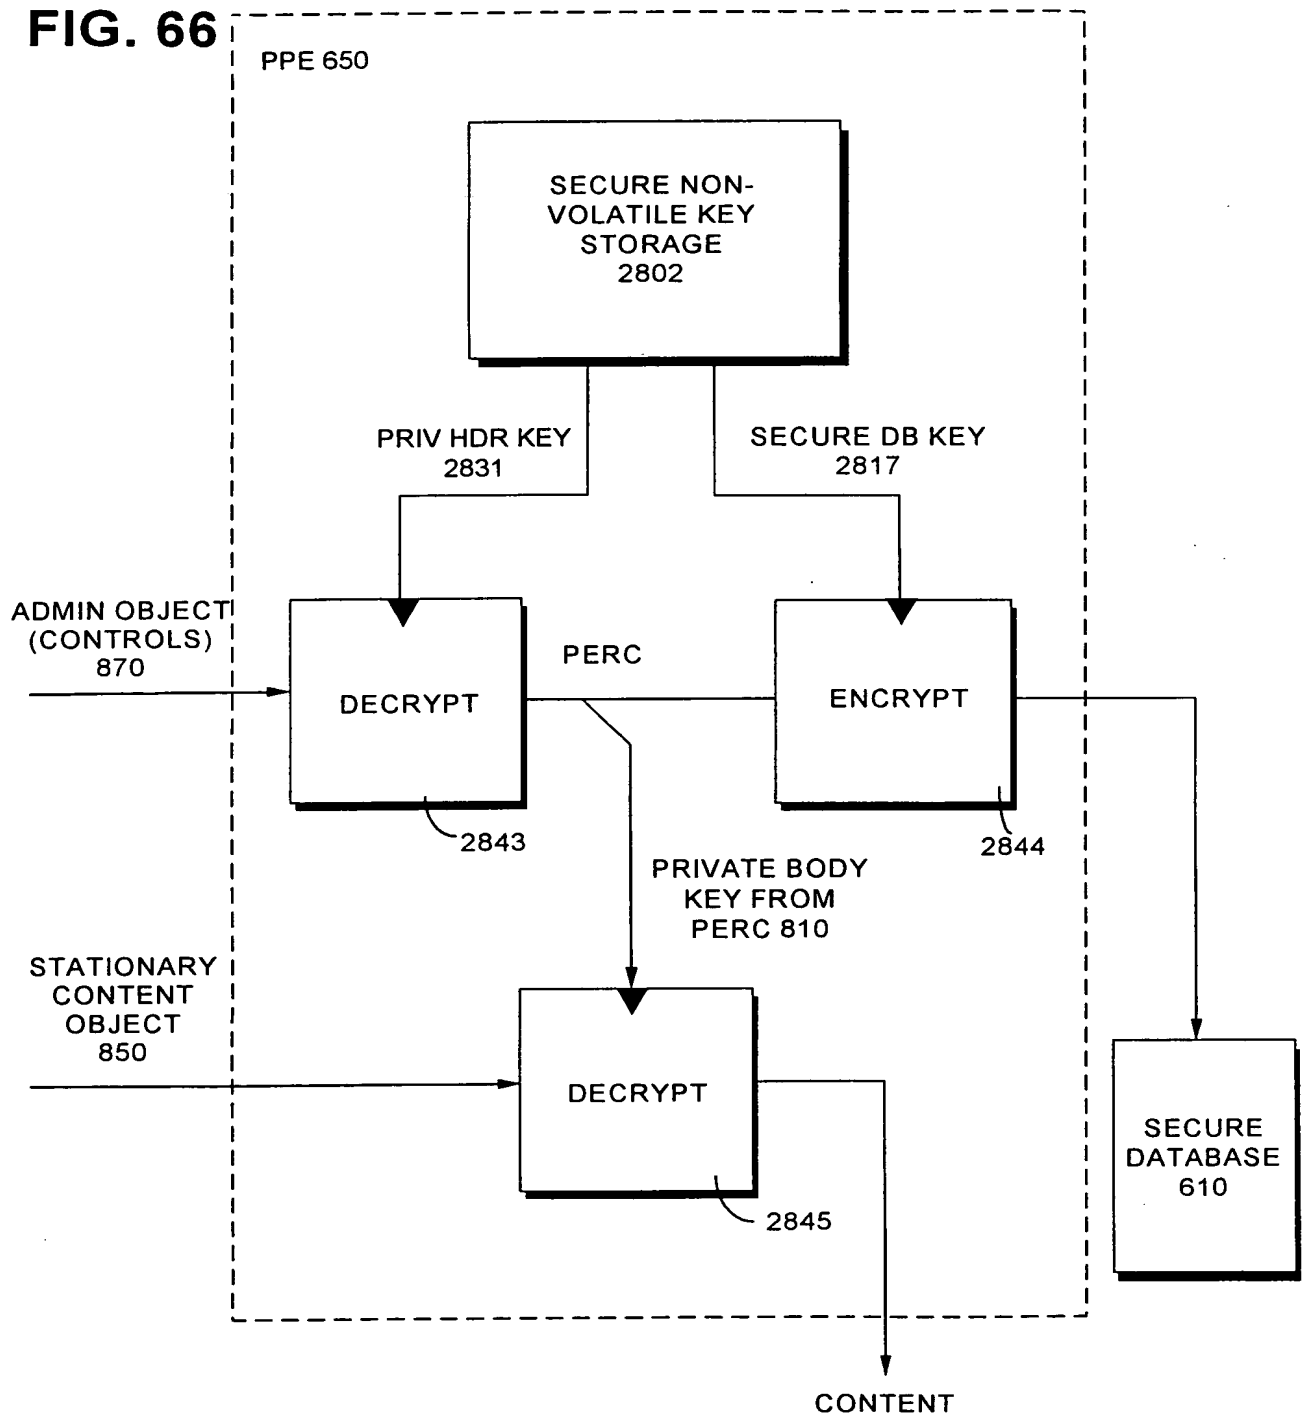 FIG. 66
PPE 650
SECURE NON-
VOLATILE KEY
STORAGE
2802
PRIV HDR KEY
2831
SECURE DB KEY
2817
ADMIN OBJECT
(CONTROLS)
870
DECRYPT
PERC
ENCRYPT
2843
2844
PRIVATE BODY
KEY FROM
PERC 810
STATIONARY
CONTENT
OBJECT
850
DECRYPT
2845
SECURE
DATABASE
610
CONTENT